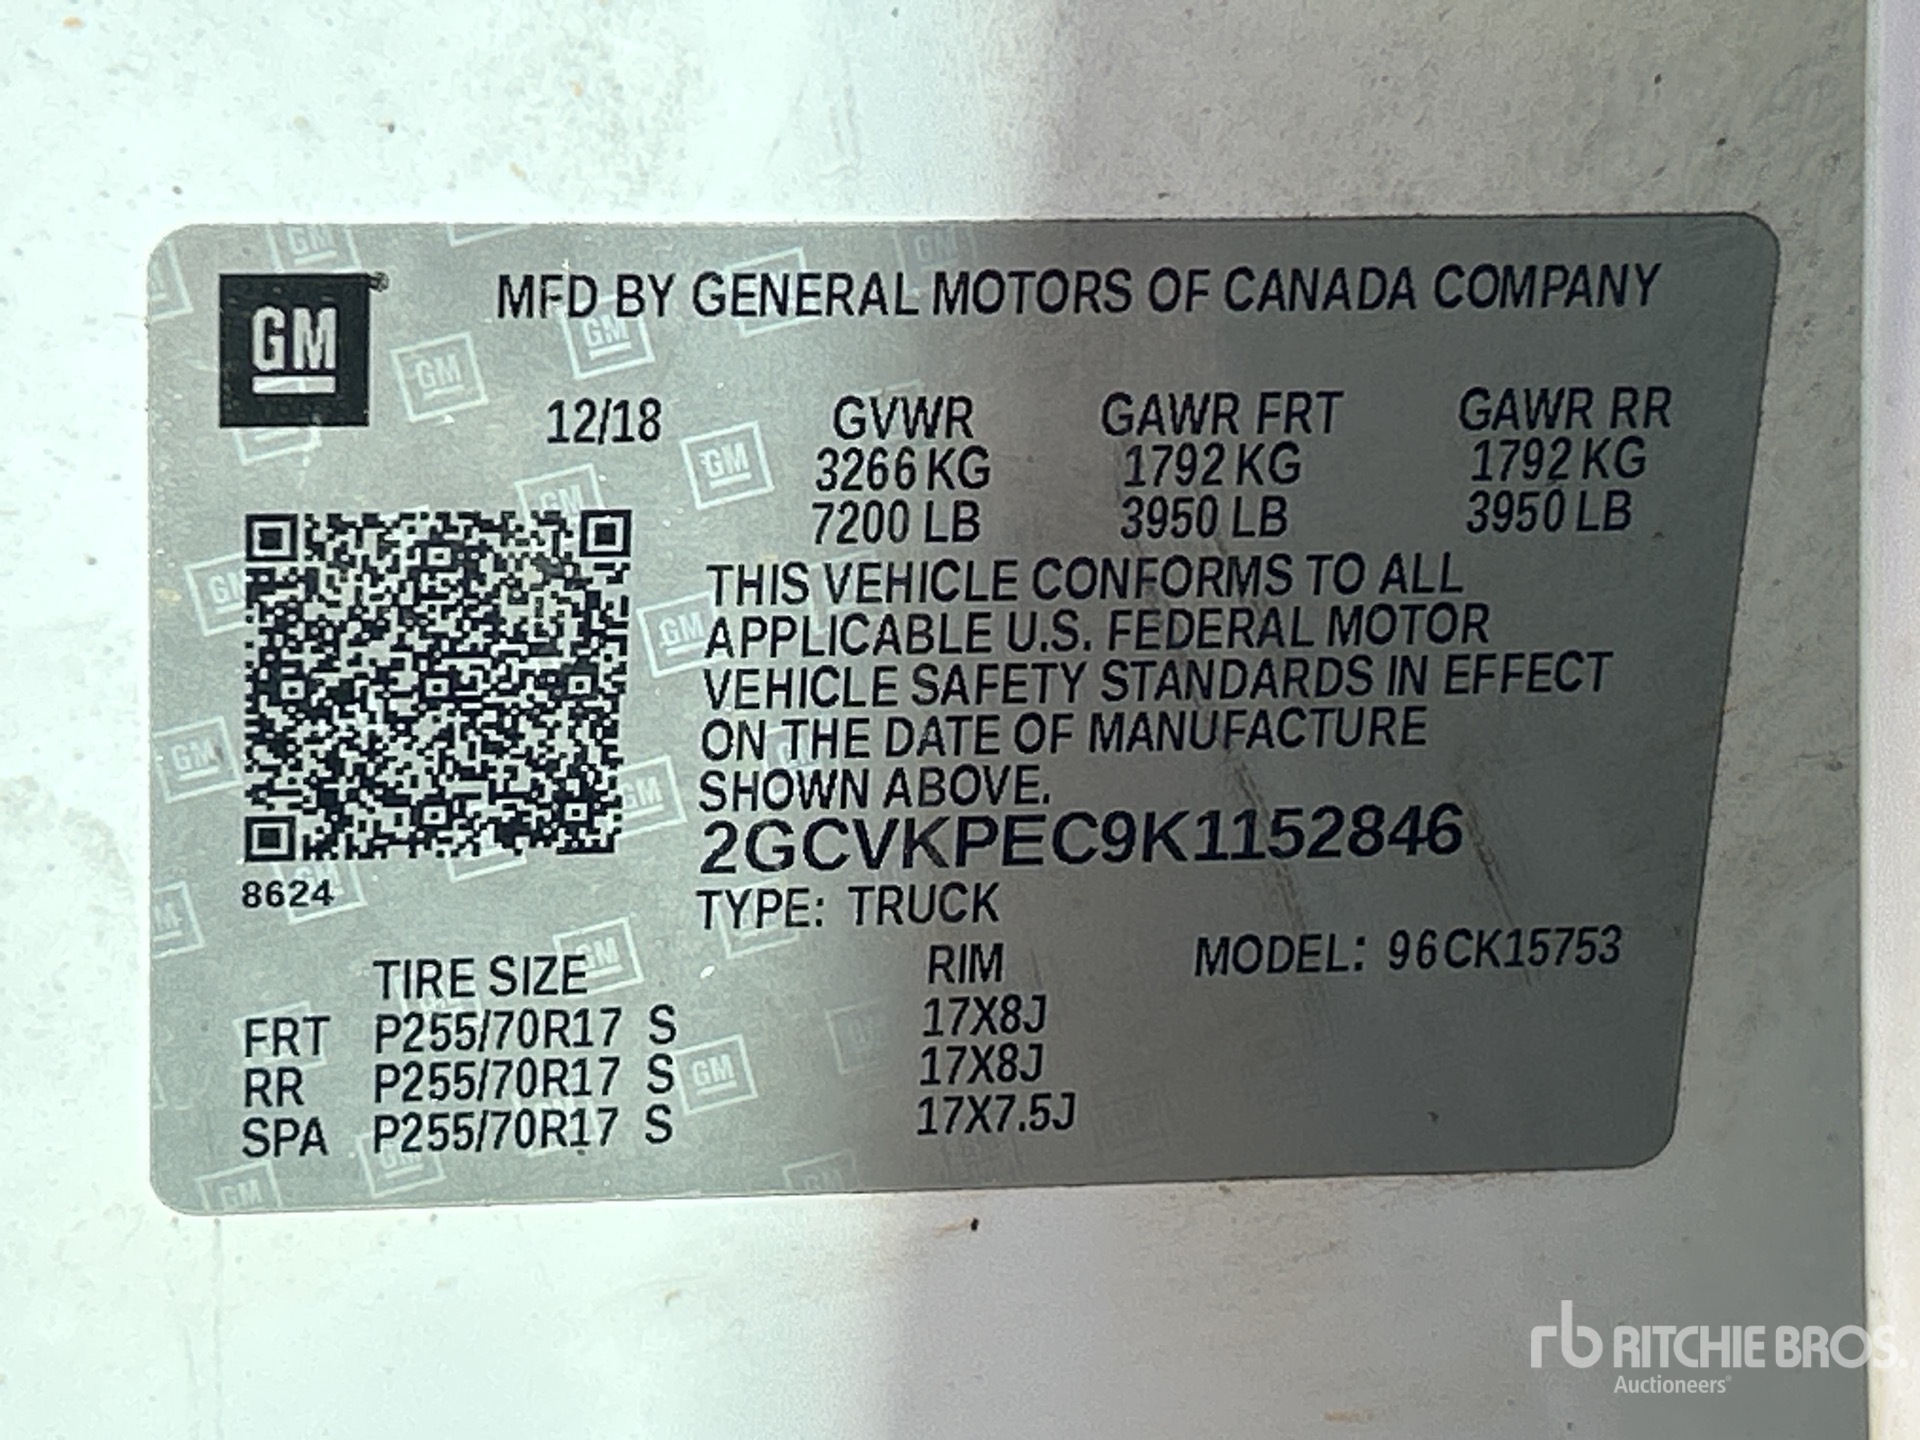 GM
MFD BY GENERAL MOTORS OF CANADA COMPANY
12/18 GVWR GAWR FRT GAWR RR
3266 KG 1792 KG 1792 KG
7200 LB 3950 LB 3950 LB
THIS VEHICLE CONFORMS TO ALL
APPLICABLE U.S. FEDERAL MOTOR
VEHICLE SAFETY STANDARDS IN EFFECT
ON THE DATE OF MANUFACTURE
SHOWN ABOVE.
2GCVKPEC9K1152846
8624
TYPE: TRUCK
TIRE SIZE RIM MODEL: 96CK15753
FRT P255/70R17 S 17X8J
RR P255/70R17 S 17X8J
SPA P255/70R17 S 17X7.5J
rb RITCHIE BROS.
Auctioneers